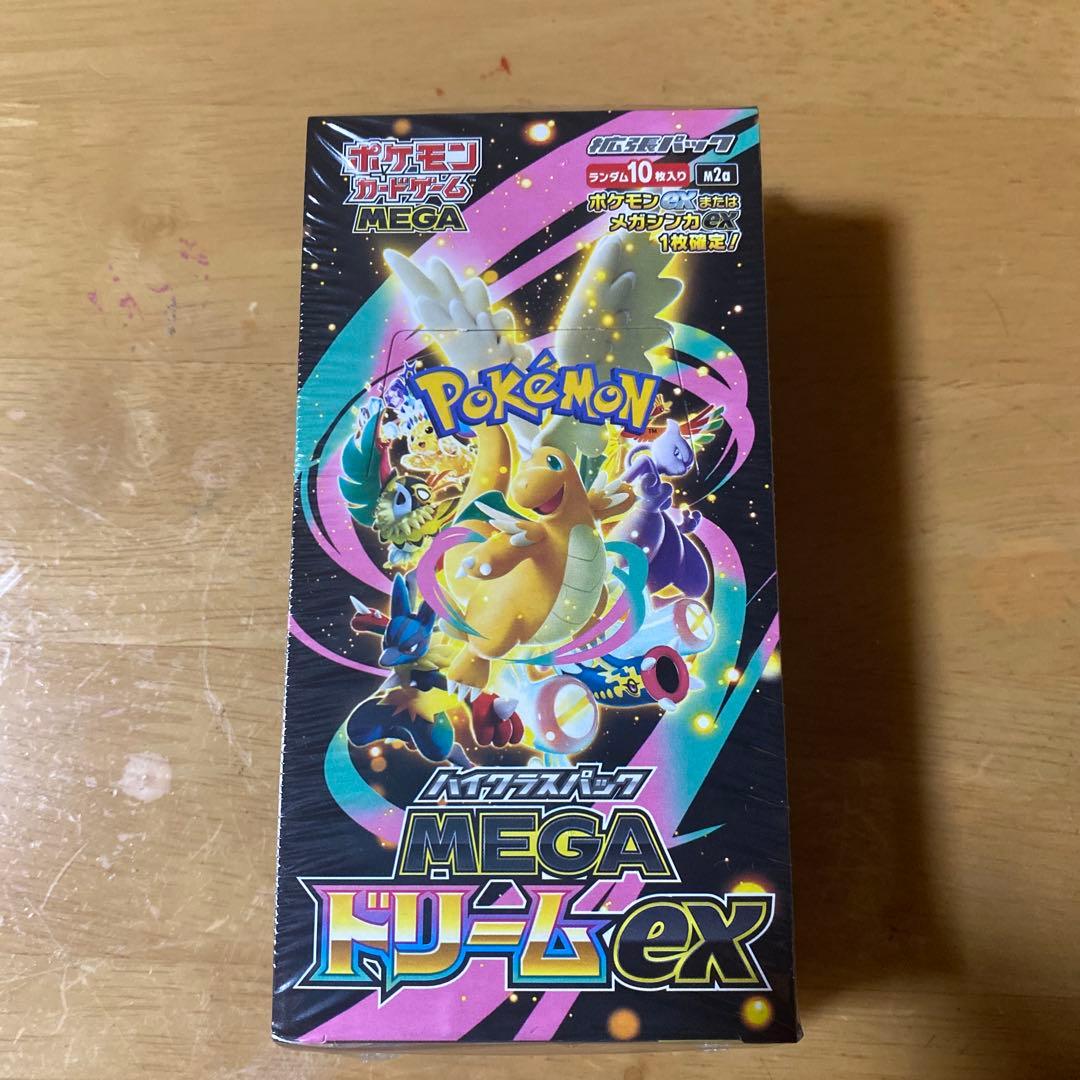 ポケモン
カードゲーム
MEGA
拡張パック
ランダム10枚入り M2a
ポケモンexまたは
メガシンカex
1枚確定!
POKéMON
ハイクラスパック
MEGA
ドリームex